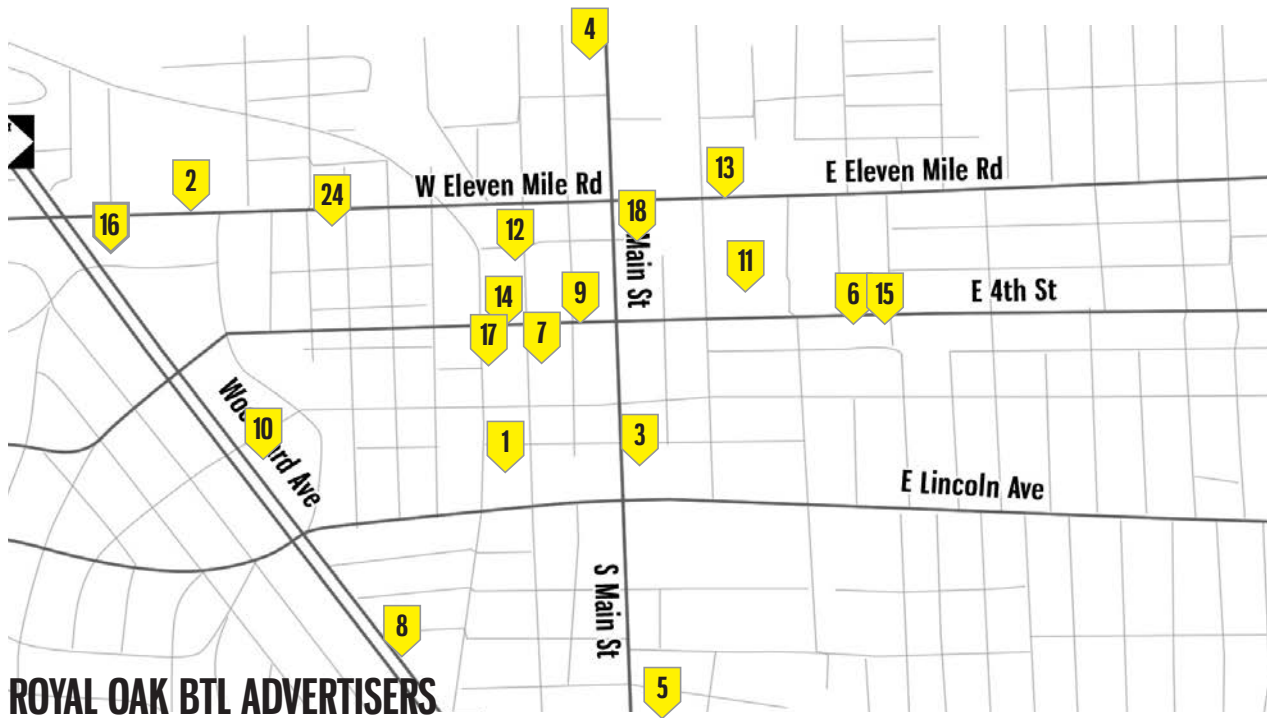 4
13
E Eleven Mile Rd
2
24
W Eleven Mile Rd
16
12
18
Main St
11
14
9
6
15
E 4th St
17
7
10
1
3
E Lincoln Ave
S Main St
8
5
ROYAL OAK BTL ADVERTISERS